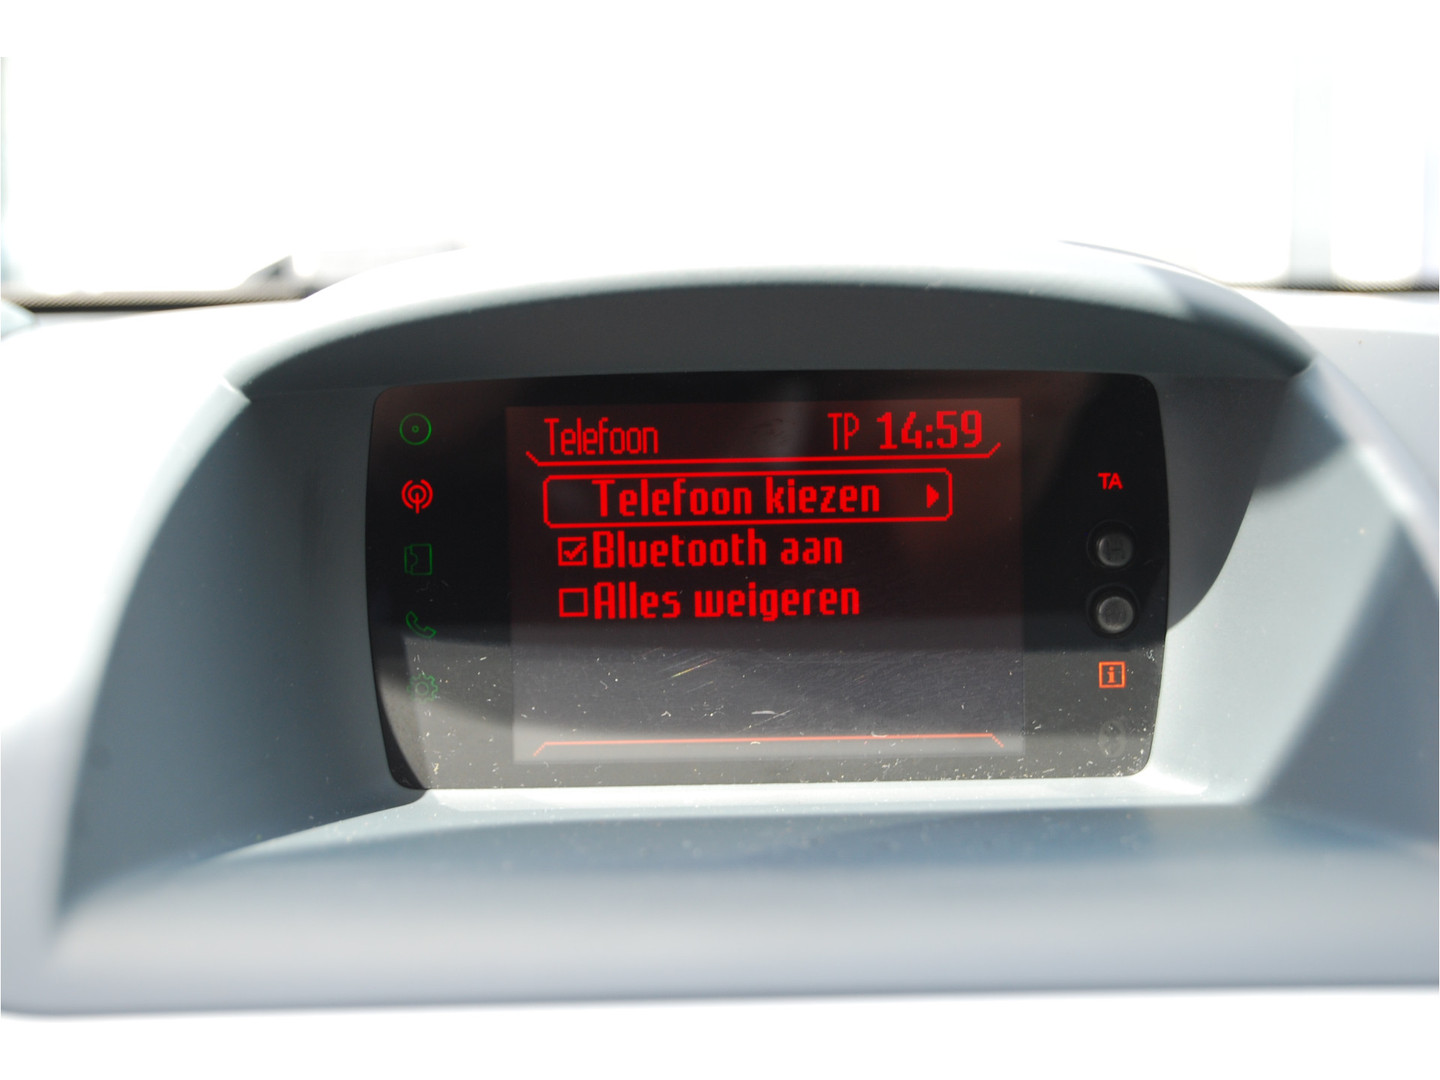 Telefoon TP 14:59
Telefoon kiezen
Bluetooth aan
Alles weigeren
TA
H
M
i